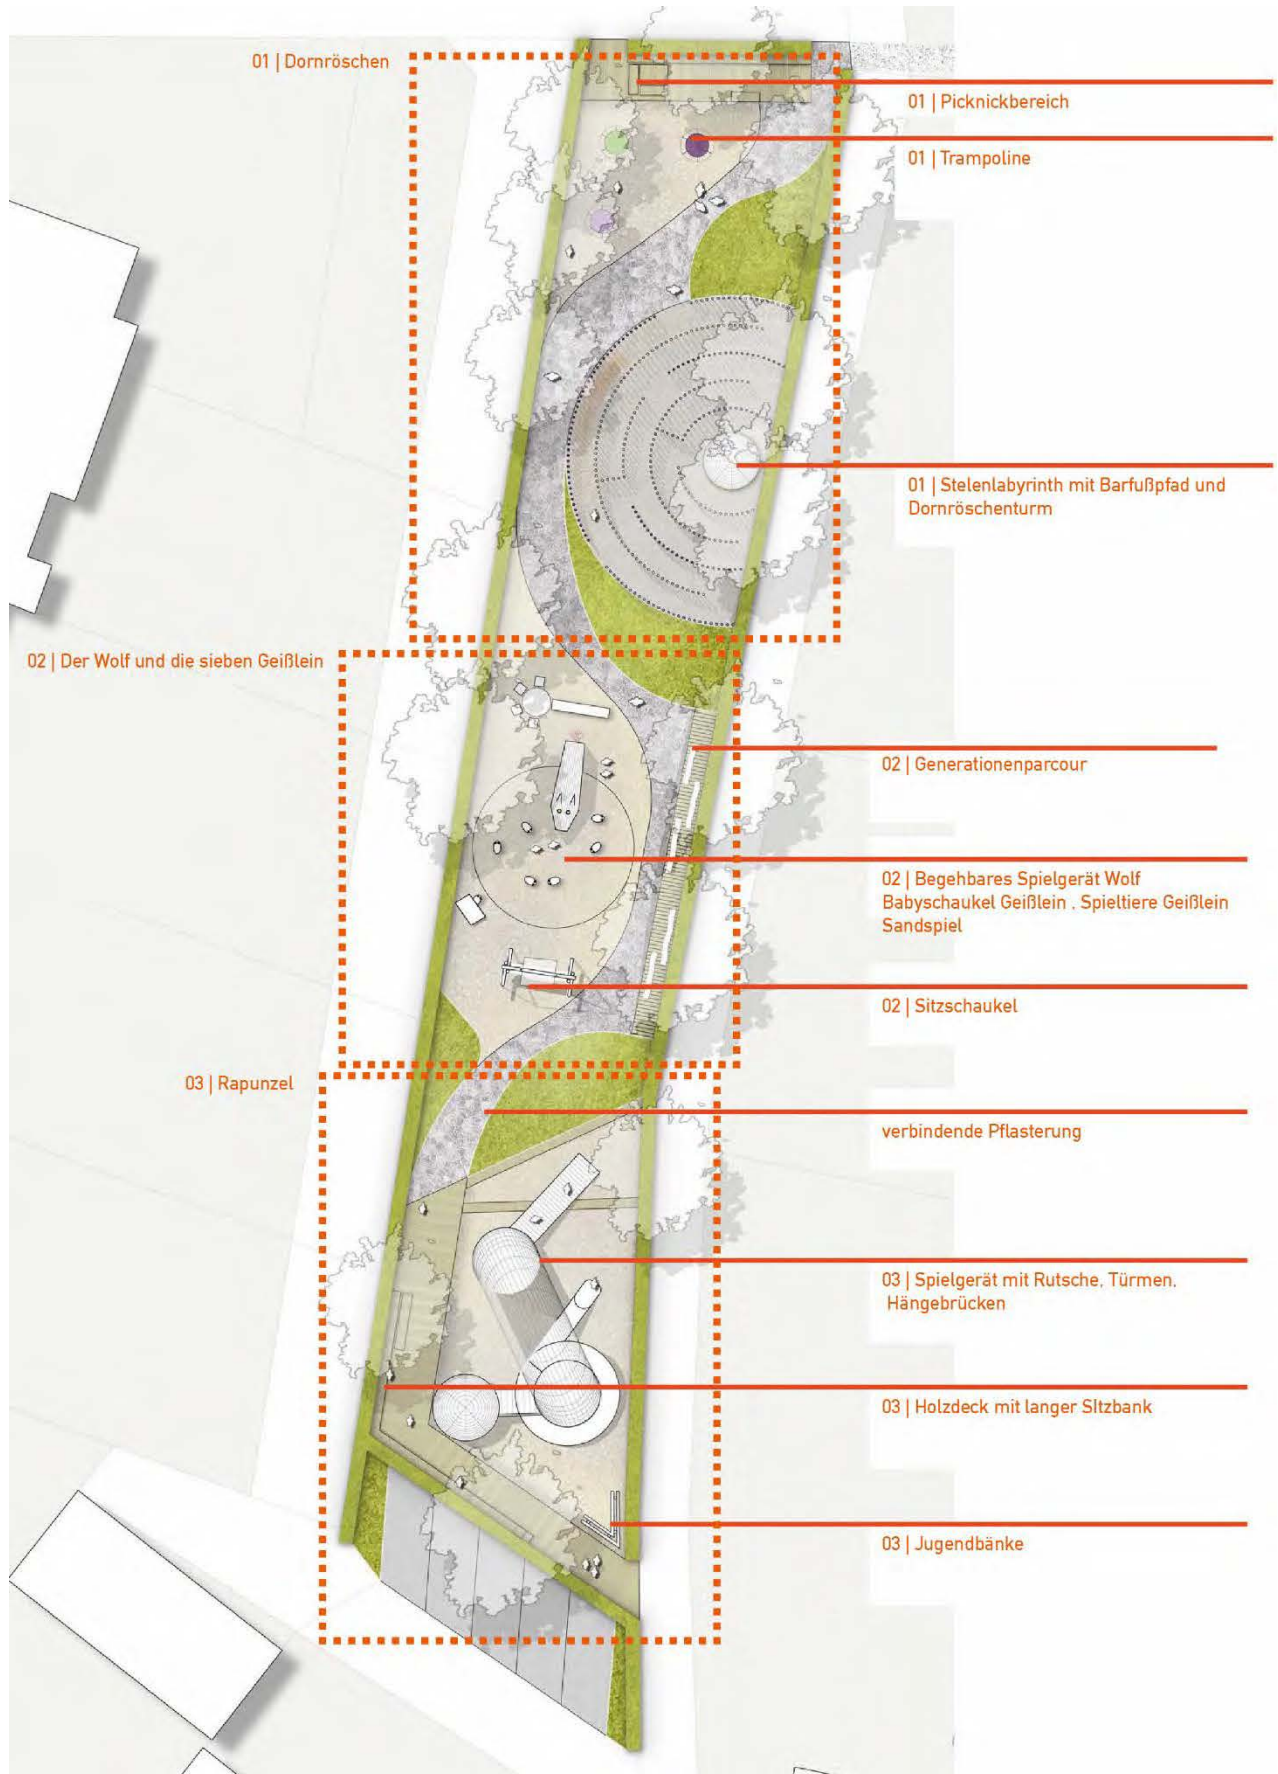 01 | Dornröschen
01 | Picknickbereich
01 | Trampoline
01 | Stelenlabyrinth mit Barfußpfad und
Dornröschenturm
02 | Der Wolf und die sieben Geißlein
02 | Generationenparcour
02 | Begehbares Spielgerät Wolf
Babyschaukel Geißlein . Spieltiere Geißlein
Sandspiel
02 | Sitzschaukel
03 | Rapunzel
verbindende Pflasterung
03 | Spielgerät mit Rutsche, Türmen,
Hängebrücken
03 | Holzdeck mit langer SItzbank
03 | Jugendbänke